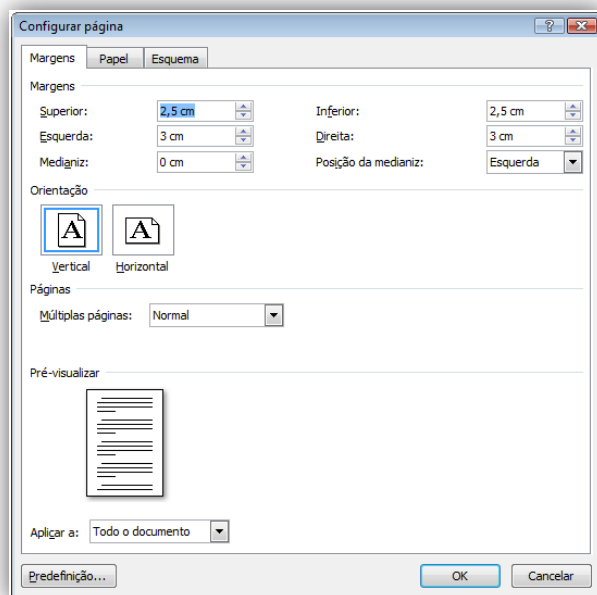 Configurar página
Margens Papel Esquema
Margens
Superior: 2,5 cm Inferior: 2,5 cm
Esquerda: 3 cm Direita: 3 cm
Medianiz: 0 cm Posição da medianiz: Esquerda
Orientação
A A
Vertical Horizontal
Páginas
Múltiplas páginas: Normal
Pré-visualizar
Aplicar a: Todo o documento
Predefinição... OK Cancelar